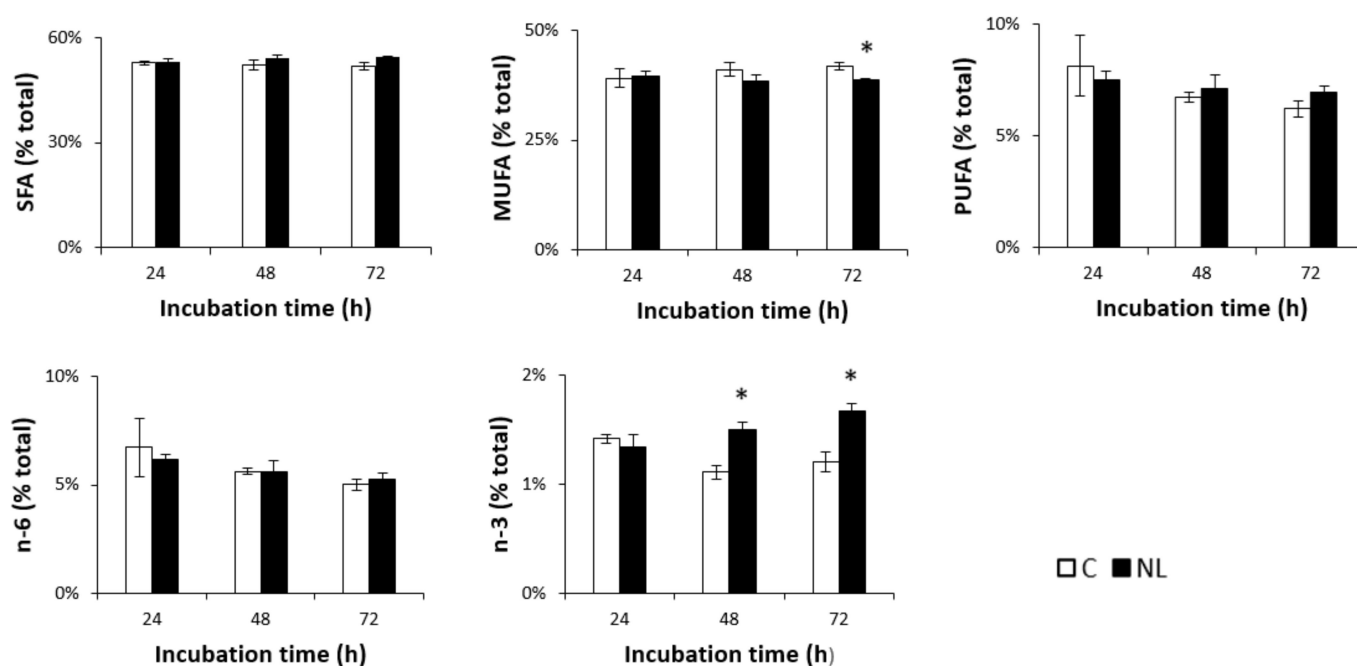 SFA (% total)
60%
30%
0%
24 48 72
Incubation time (h)
MUFA (% total)
50%
25%
0%
*
24 48 72
Incubation time (h)
PUFA (% total)
10%
5%
0%
24 48 72
Incubation time (h)
n-6 (% total)
10%
5%
0%
24 48 72
Incubation time (h)
n-3 (% total)
2%
1%
0%
* *
24 48 72
Incubation time (h)
C NL